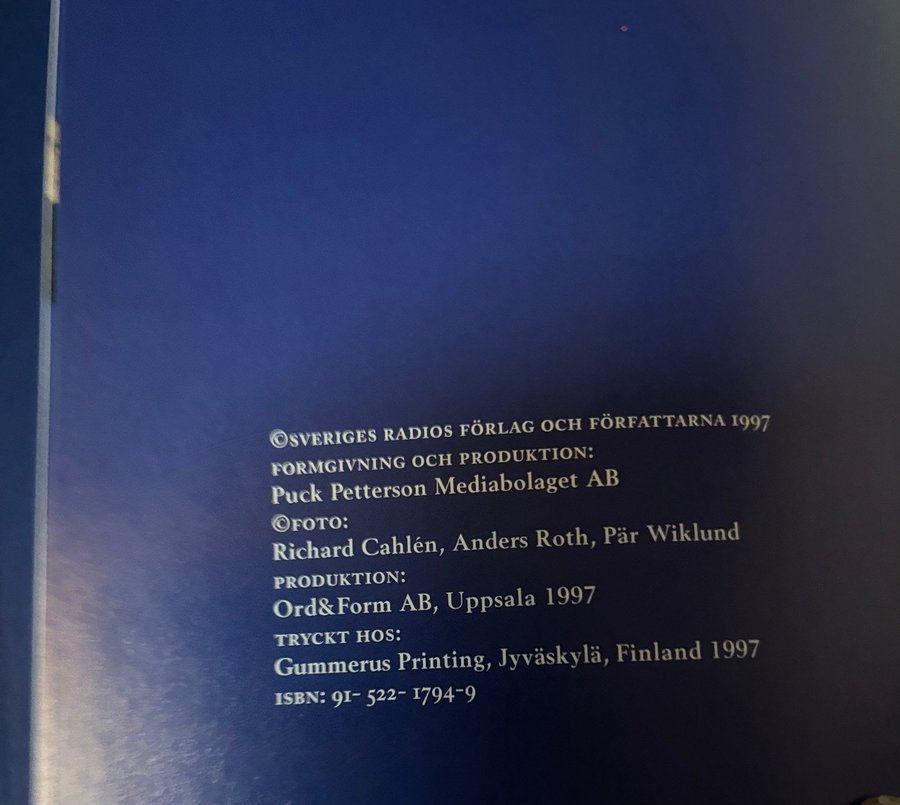 ©SVERIGES RADIOS FÖRLAG OCH FÖRFATTARNA 1997
FORMGIVNING OCH PRODUKTION:
Puck Petterson Mediabolaget AB
©FOTO:
Richard Cahlén, Anders Roth, Pär Wiklund
PRODUKTION:
Ord&Form AB, Uppsala 1997
TRYCKT HOS:
Gummerus Printing, Jyväskylä, Finland 1997
ISBN: 91- 522- 1794-9